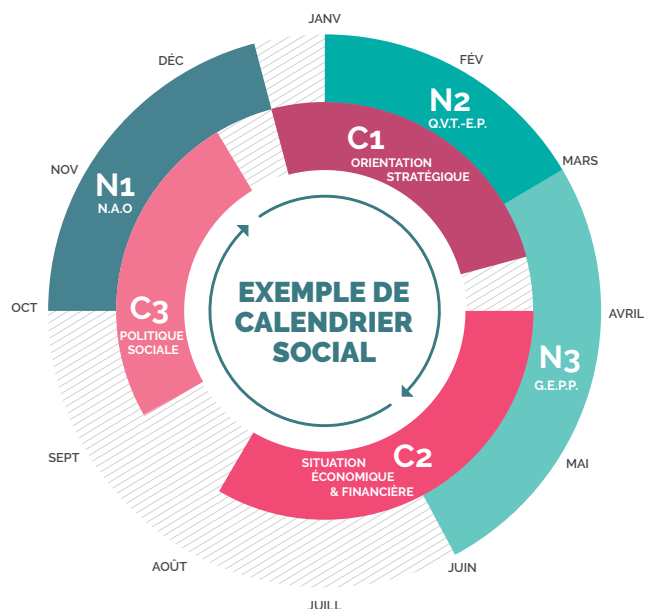 JANV
FÉV
MARS
AVRIL
MAI
JUIN
JUILL
AOÛT
SEPT
OCT
NOV
DÉC
N1
N.A.O
N2
Q.V.T.-E.P.
N3
G.E.P.P.
C1
ORIENTATION
STRATÉGIQUE
C2
SITUATION
ÉCONOMIQUE
& FINANCIÈRE
C3
POLITIQUE
SOCIALE
EXEMPLE DE
CALENDRIER
SOCIAL